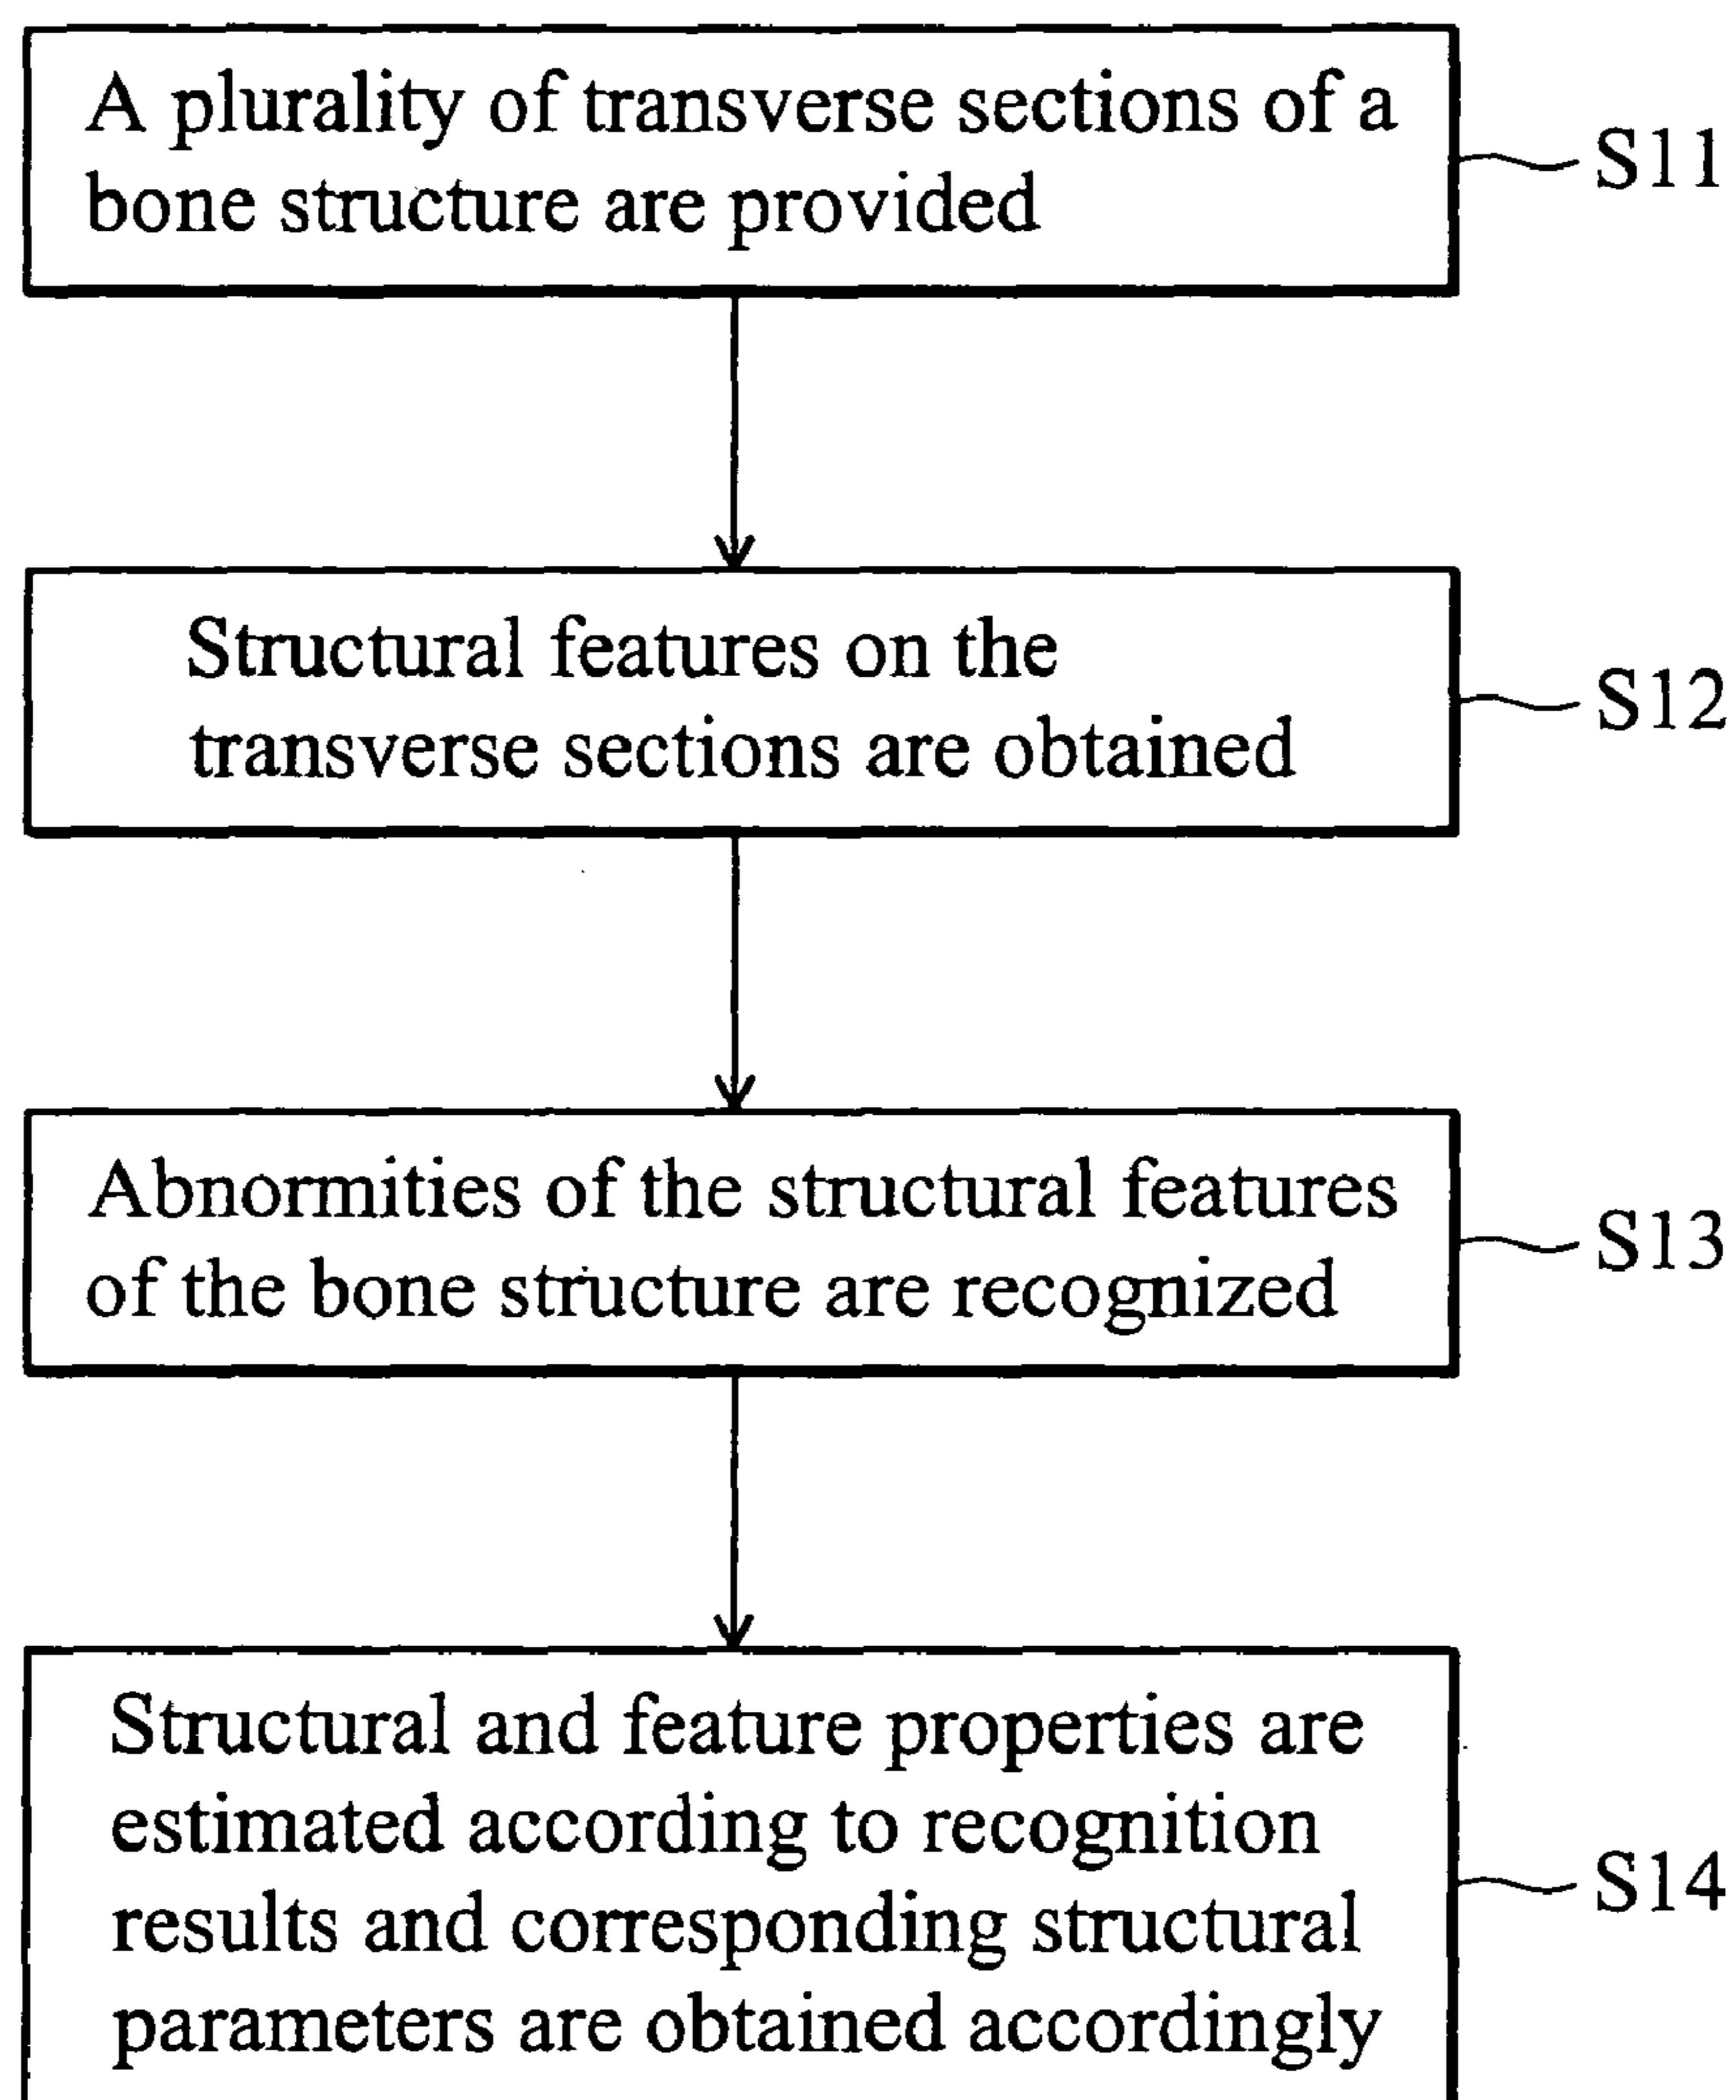 A plurality of transverse sections of a
bone structure are provided
S11
Structural features on the
transverse sections are obtained
S12
Abnormities of the structural features
of the bone structure are recognized
S13
Structural and feature properties are
estimated according to recognition
results and corresponding structural
parameters are obtained accordingly
S14